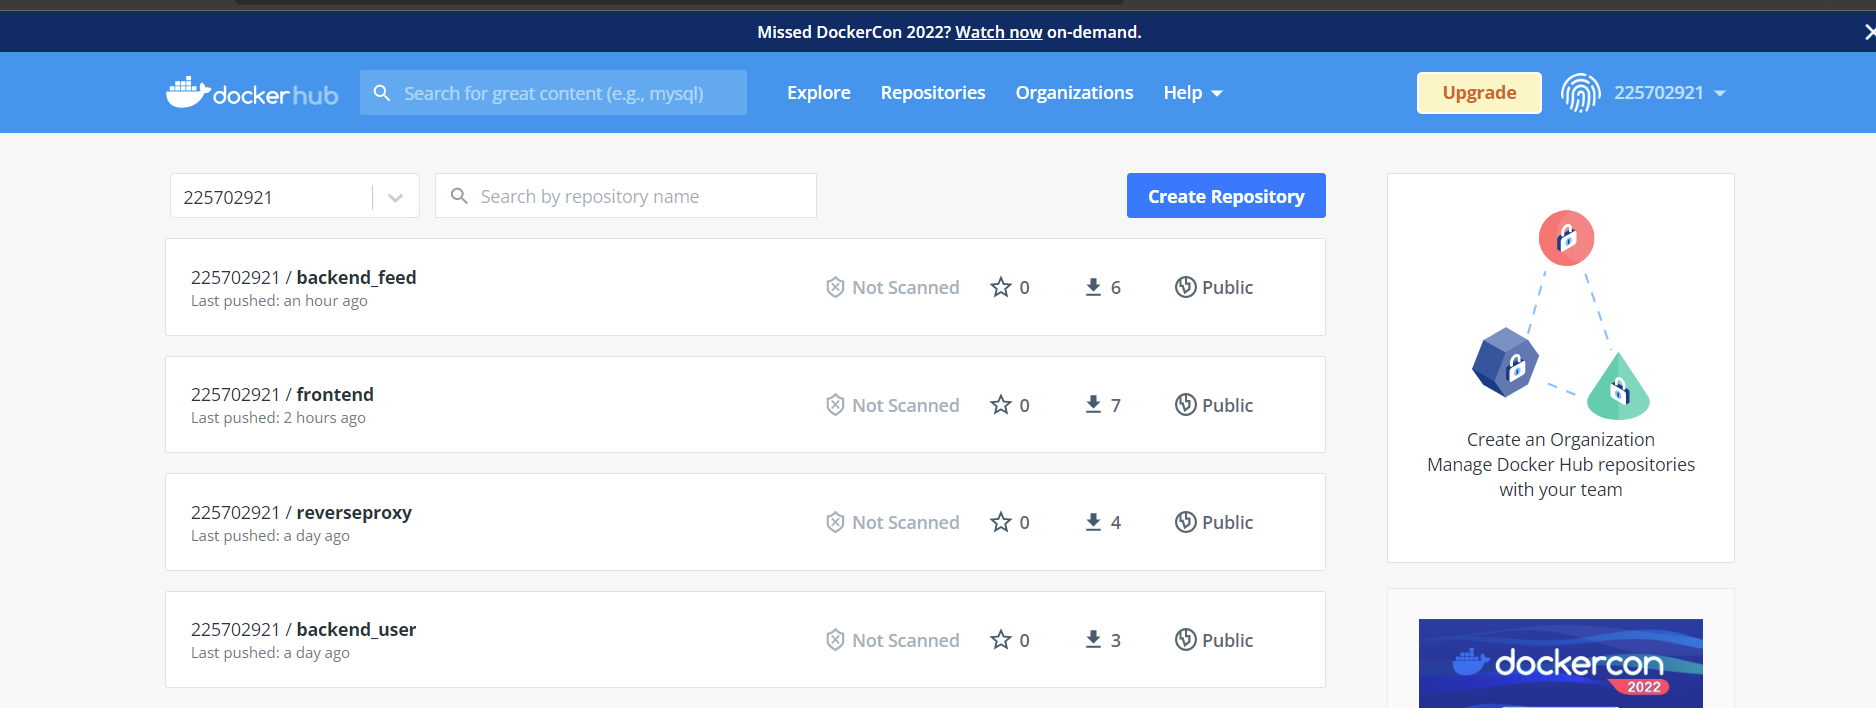 Missed DockerCon 2022? Watch now on-demand.
docker hub
Search for great content (e.g., mysql)
Explore
Repositories
Organizations
Help
Upgrade
225702921
225702921
Search by repository name
Create Repository
225702921 / backend_feed
Last pushed: an hour ago
Not Scanned
0
6
Public
225702921 / frontend
Last pushed: 2 hours ago
Not Scanned
0
7
Public
225702921 / reverseproxy
Last pushed: a day ago
Not Scanned
0
4
Public
225702921 / backend_user
Last pushed: a day ago
Not Scanned
0
3
Public
Create an Organization
Manage Docker Hub repositories
with your team
dockercon
2022